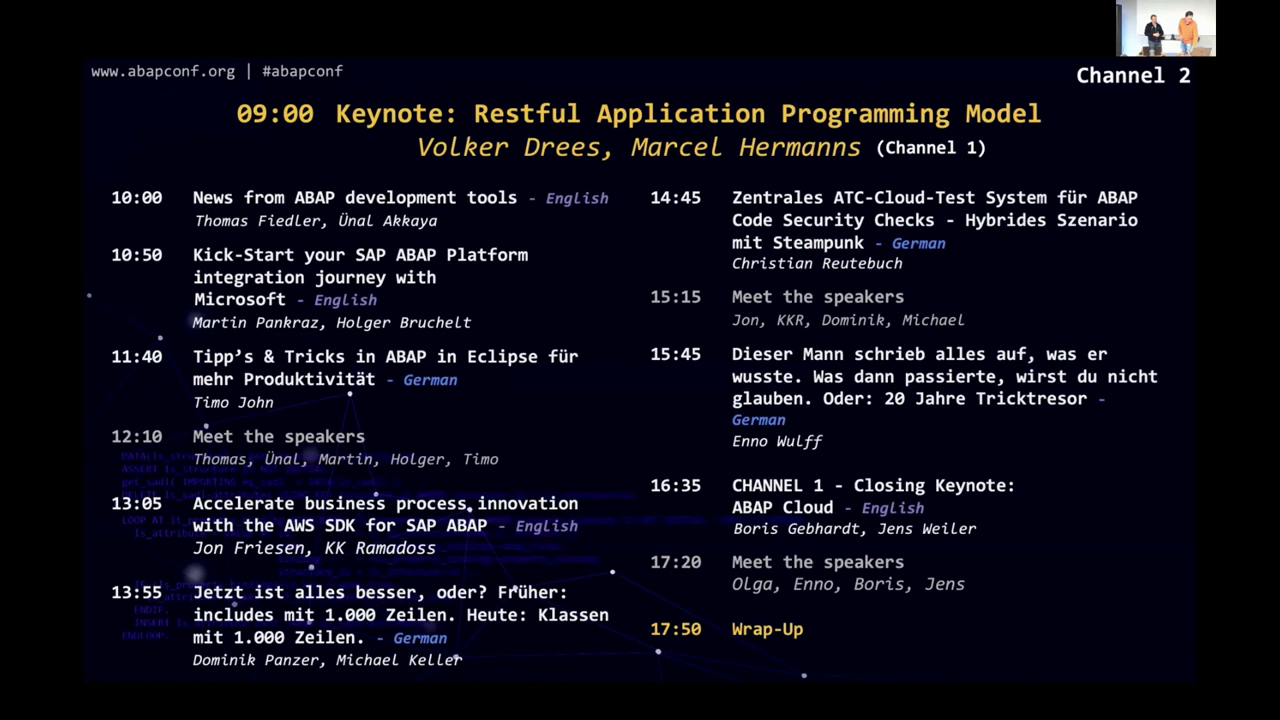 www.abapconf.org | #abapconf
Channel 2
09:00 Keynote: Restful Application Programming Model
Volker Drees, Marcel Hermanns (Channel 1)
10:00 News from ABAP development tools - English
Thomas Fiedler, Ünal Akkaya
10:50 Kick-Start your SAP ABAP Platform
integration journey with
Microsoft - English
Martin Pankraz, Holger Bruchelt
11:40 Tipp's & Tricks in ABAP in Eclipse für
mehr Produktivität - German
Timo John
12:10 Meet the speakers
Thomas, Ünal, Martin, Holger, Timo
13:05 Accelerate business process innovation
with the AWS SDK for SAP ABAP - English
Jon Friesen, KK Ramadoss
13:55 Jetzt ist alles besser, oder? Früher:
includes mit 1.000 Zeilen. Heute: Klassen
mit 1.000 Zeilen. - German
Dominik Panzer, Michael Keller
14:45 Zentrales ATC-Cloud-Test System für ABAP
Code Security Checks - Hybrides Szenario
mit Steampunk - German
Christian Reutebuch
15:15 Meet the speakers
Jon, KKR, Dominik, Michael
15:45 Dieser Mann schrieb alles auf, was er
wusste. Was dann passierte, wirst du nicht
glauben. Oder: 20 Jahre Tricktresor -
German
Enno Wulff
16:35 CHANNEL 1 - Closing Keynote:
ABAP Cloud - English
Boris Gebhardt, Jens Weiler
17:20 Meet the speakers
Olga, Enno, Boris, Jens
17:50 Wrap-Up
ENDIF.
ENDLOOP.